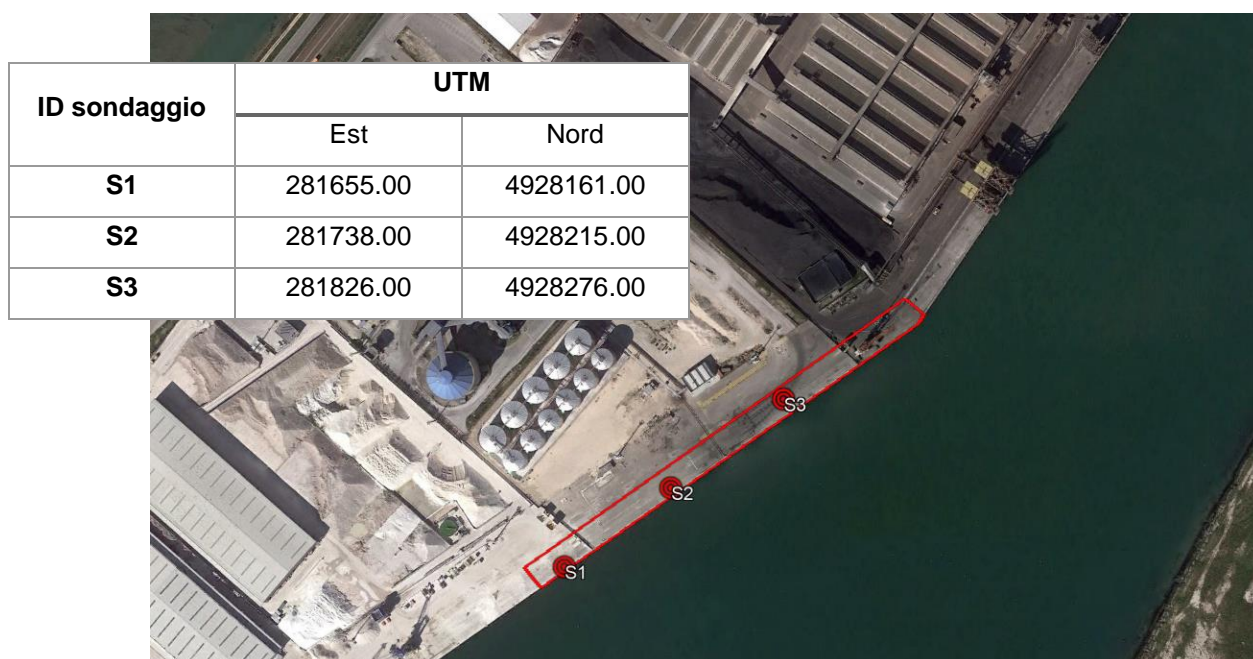 ID sondaggio UTM
Est Nord
S1 281655.00 4928161.00
S2 281738.00 4928215.00
S3 281826.00 4928276.00
S3
S2
S1